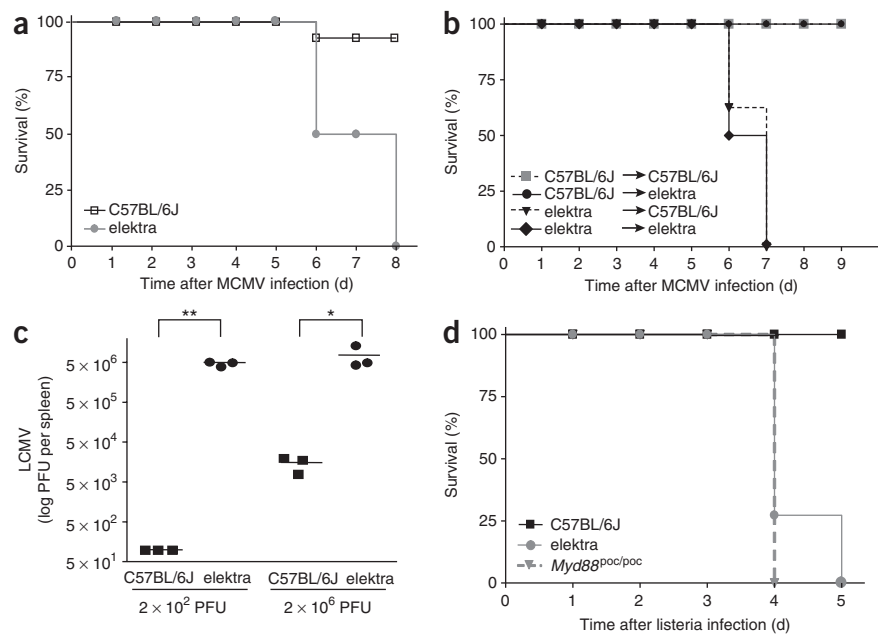 a
Survival (%)
100
75
50
25
0
C57BL/6J
elektra
0 1 2 3 4 5 6 7 8
Time after MCMV infection (d)
b
Survival (%)
100
75
50
25
0
C57BL/6J C57BL/6J
C57BL/6J elektra
elektra C57BL/6J
elektra elektra
0 1 2 3 4 5 6 7 8 9
Time after MCMV infection (d)
c
LCMV
(log PFU per spleen)
** *
5 × 10^6
5 × 10^5
5 × 10^4
5 × 10^3
5 × 10^2
5 × 10^1
C57BL/6J elektra C57BL/6J elektra
2 × 10^2 PFU 2 × 10^6 PFU
d
Survival (%)
100
75
50
25
0
C57BL/6J
elektra
Myd88^poc/poc
0 1 2 3 4 5
Time after listeria infection (d)